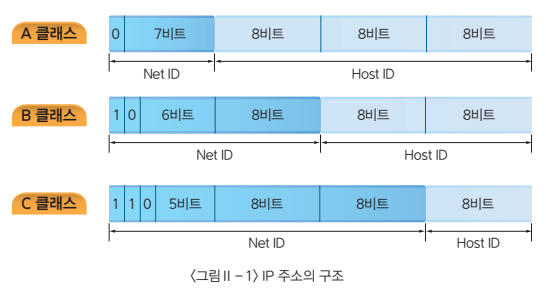 A 클래스 0 7비트 8비트 8비트 8비트
Net ID Host ID
B 클래스 1 0 6비트 8비트 8비트 8비트
Net ID Host ID
C 클래스 1 1 0 5비트 8비트 8비트 8비트
Net ID Host ID
〈그림Ⅱ-1〉 IP 주소의 구조